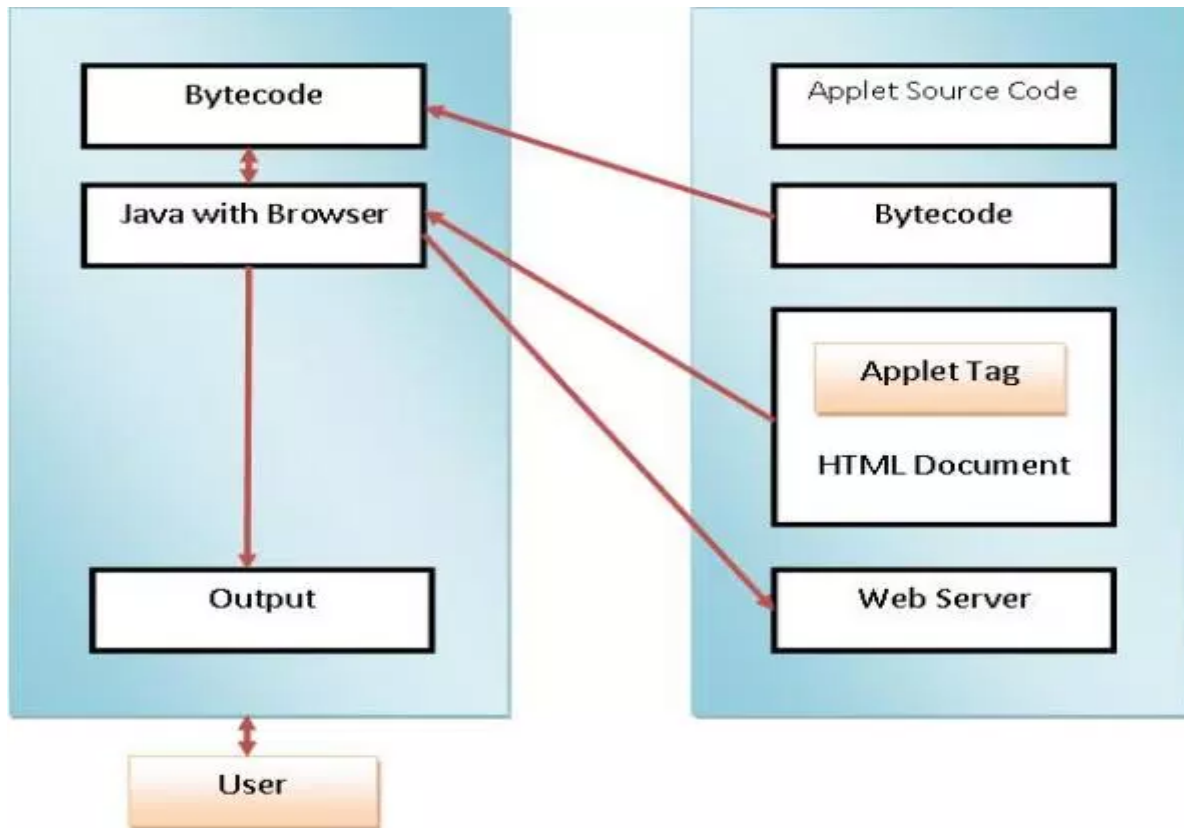 Bytecode
Java with Browser
Output
User
Applet Source Code
Bytecode
Applet Tag
HTML Document
Web Server